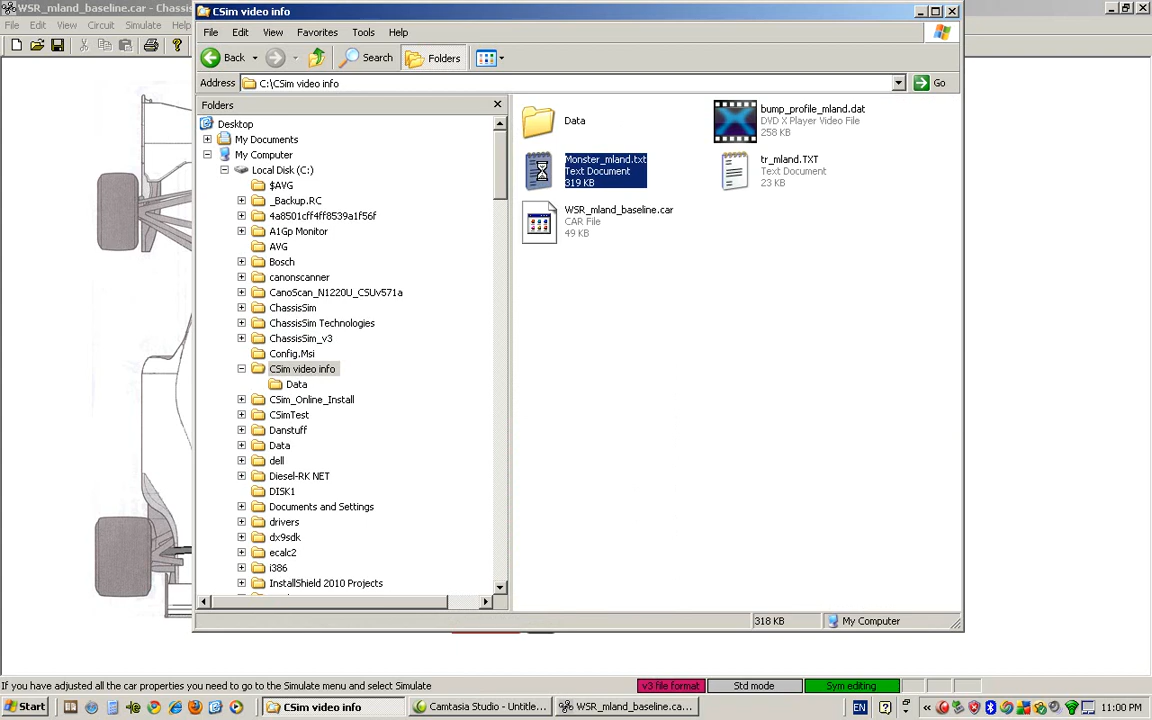 WSR_mland_baseline.car - Chassis
CSim video info
File Edit View Circuit Simulate Help
File Edit View Favorites Tools Help
Back Search Folders
Address C:\CSim video info Go
Folders
Desktop
My Documents
My Computer
Local Disk (C:)
$AVG
_Backup.RC
4a8501cff4ff8539a1f56f
A1Gp Monitor
AVG
Bosch
canonscanner
CanoScan_N1220U_CSUv571a
ChassisSim
ChassisSim Technologies
ChassisSim_v3
Config.Msi
CSim video info
Data
CSim_Online_Install
CSimTest
Danstuff
Data
dell
Diesel-RK NET
DISK1
Documents and Settings
drivers
dx9sdk
ecalc2
i386
InstallShield 2010 Projects
Data
bump_profile_mland.dat
DVD X Player Video File
258 KB
Monster_mland.txt
Text Document
319 KB
tr_mland.TXT
Text Document
23 KB
WSR_mland_baseline.car
CAR File
49 KB
318 KB My Computer
If you have adjusted all the car properties you need to go to the Simulate menu and select Simulate
v3 file format Std mode Sym editing
Start CSim video info Camtasia Studio - Untitle... WSR_mland_baseline.ca... EN 11:00 PM